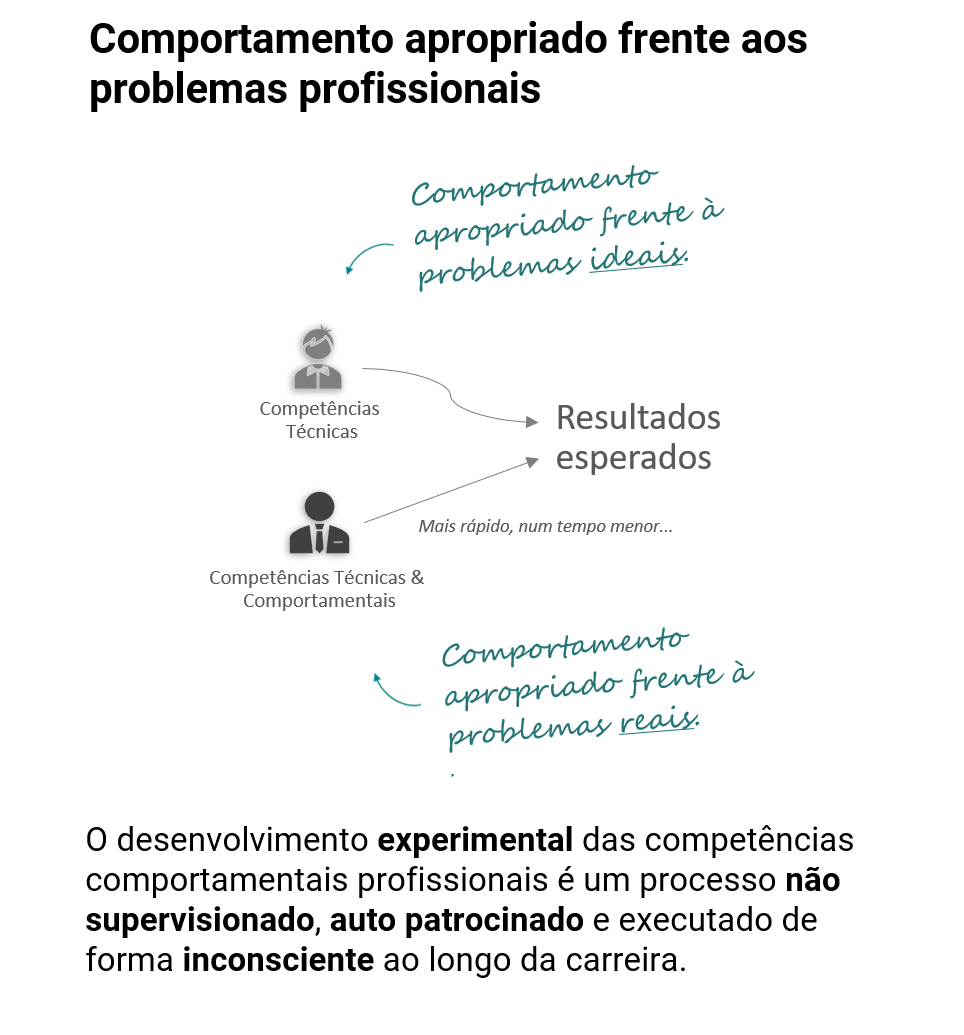 Comportamento apropriado frente aos
problemas profissionais
Comportamento
apropriado frente à
problemas ideais.
Competências
Técnicas
Resultados
esperados
Mais rápido, num tempo menor...
Competências Técnicas &
Comportamentais
Comportamento
apropriado frente à
problemas reais.
.
O desenvolvimento experimental das competências
comportamentais profissionais é um processo não
supervisionado, auto patrocinado e executado de
forma inconsciente ao longo da carreira.